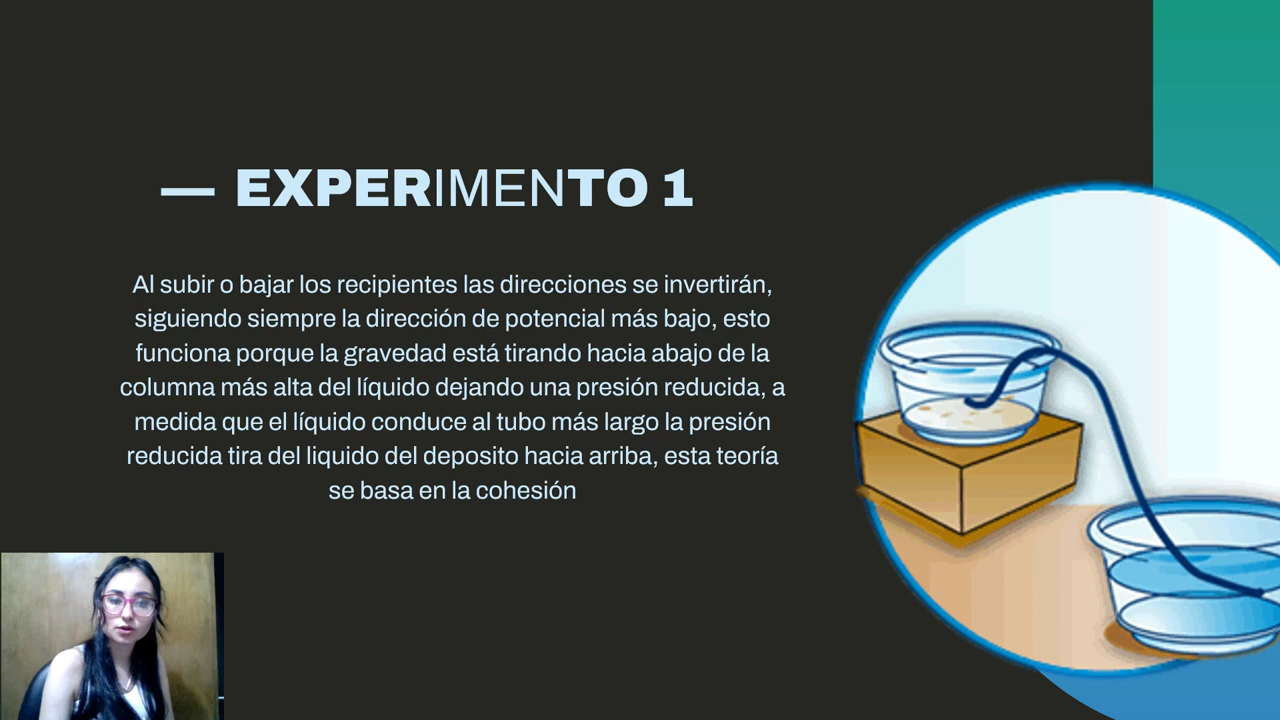 — EXPERIMENTO 1
Al subir o bajar los recipientes las direcciones se invertirán,
siguiendo siempre la dirección de potencial más bajo, esto
funciona porque la gravedad está tirando hacia abajo de la
columna más alta del líquido dejando una presión reducida, a
medida que el líquido conduce al tubo más largo la presión
reducida tira del liquido del deposito hacia arriba, esta teoría
se basa en la cohesión